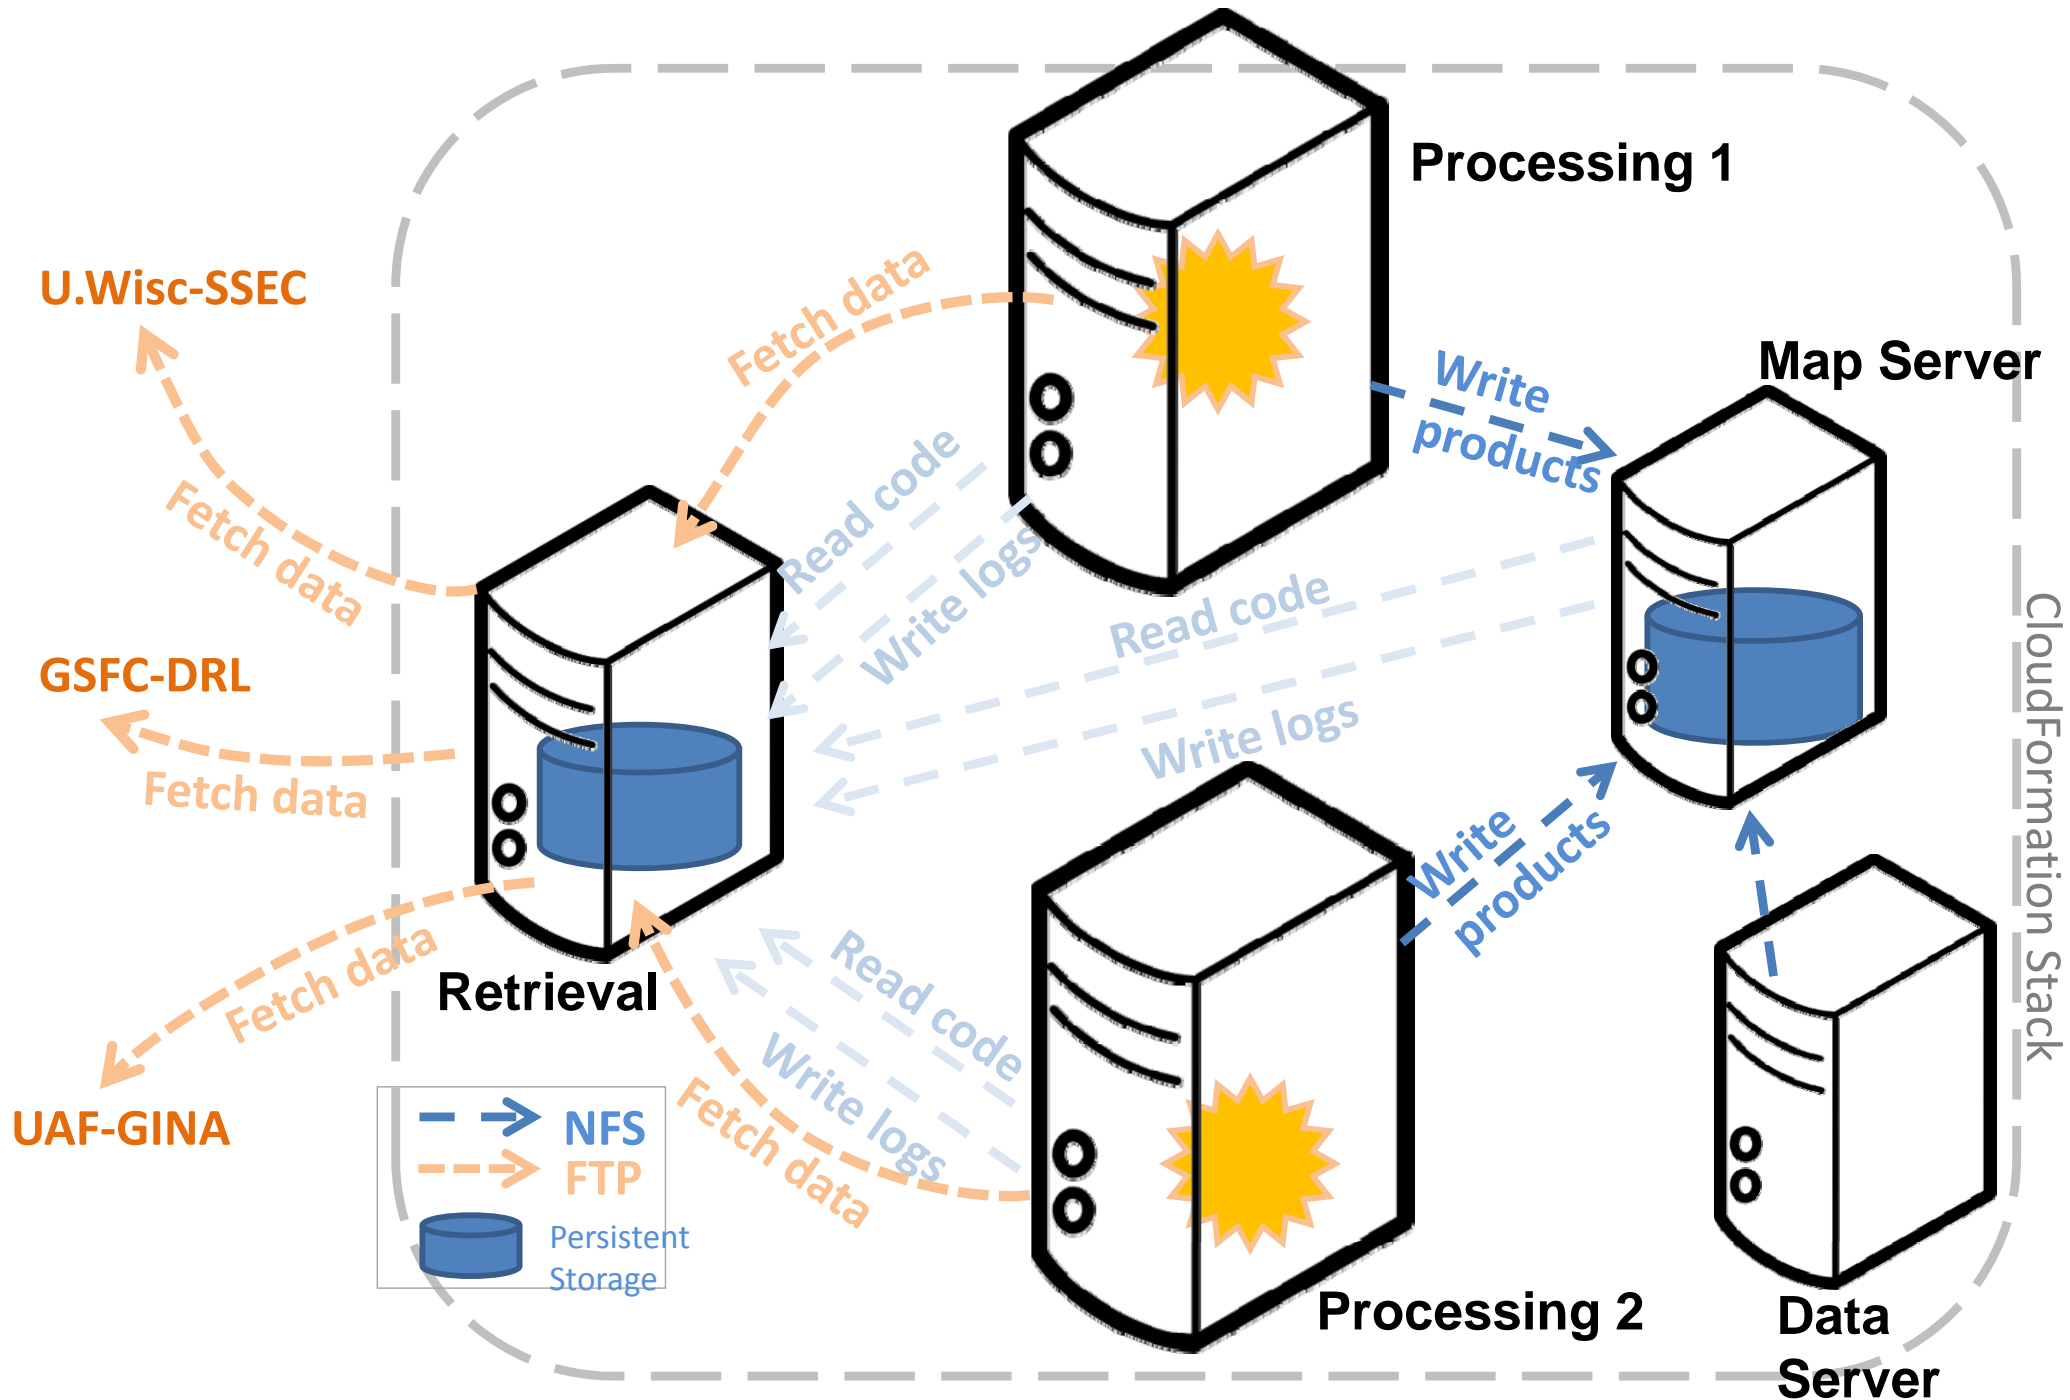 Processing 1
U.Wisc-SSEC
Fetch data
Map Server
Write
products
Read code
Write logs
Fetch data
Read code
Write logs
CloudFormation Stack
GSFC-DRL
Fetch data
Write
products
Fetch data
Retrieval
Read code
Write logs
Fetch data
UAF-GINA
NFS
FTP
Persistent
Storage
Processing 2
Data
Server